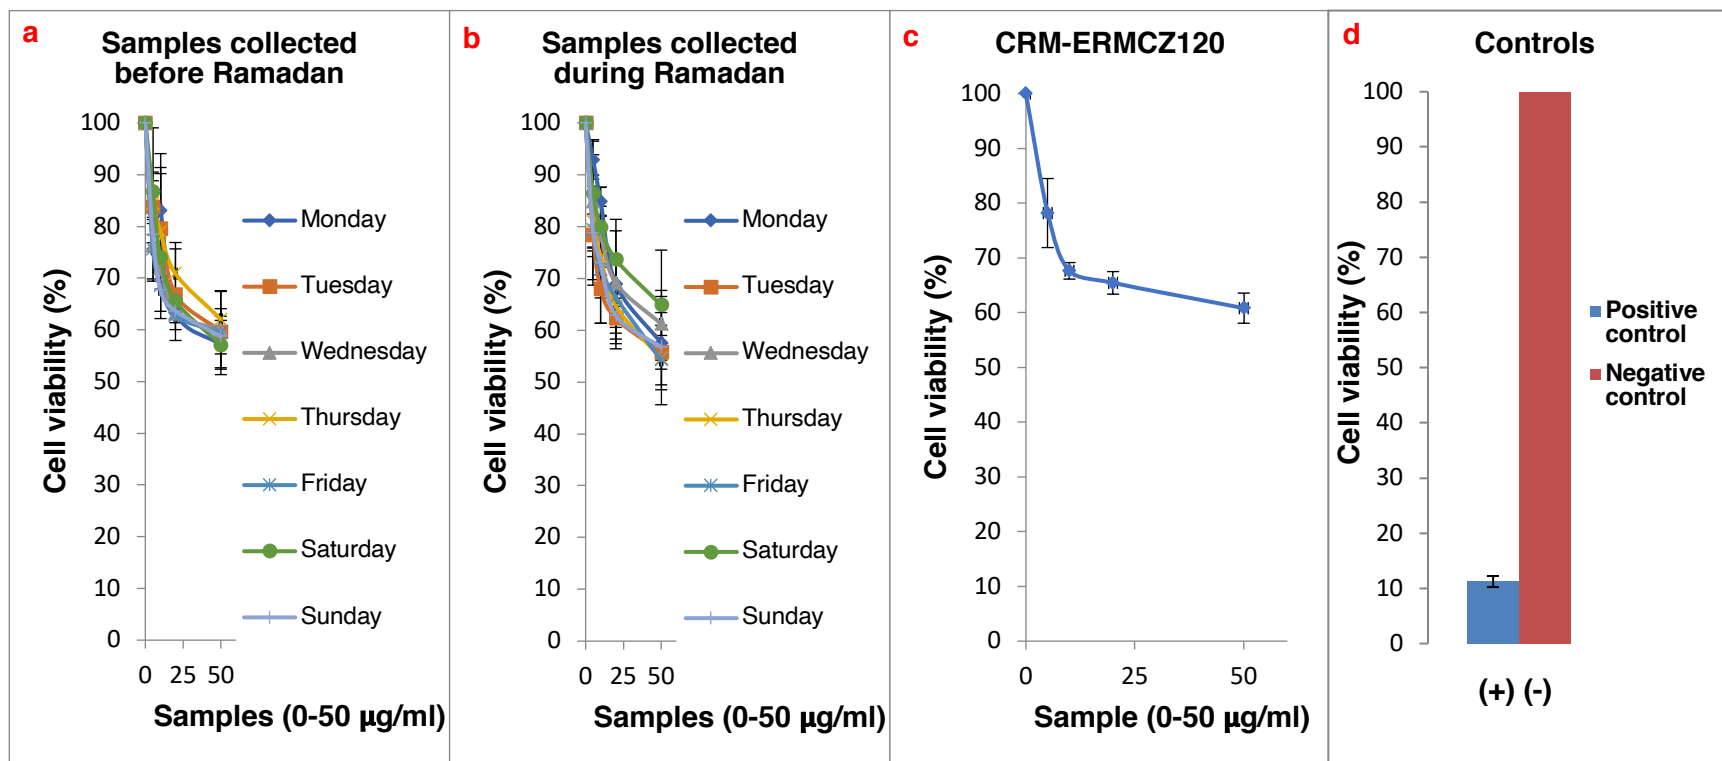 a
Samples collected
before Ramadan
100
90
80
70
60
50
40
30
20
10
0
0 25 50
Cell viability (%)
Samples (0-50 µg/ml)
Monday
Tuesday
Wednesday
Thursday
Friday
Saturday
Sunday
b
Samples collected
during Ramadan
100
90
80
70
60
50
40
30
20
10
0
0 25 50
Cell viability (%)
Samples (0-50 µg/ml)
Monday
Tuesday
Wednesday
Thursday
Friday
Saturday
Sunday
c
CRM-ERMCZ120
100
90
80
70
60
50
40
30
20
10
0
0 25 50
Cell viability (%)
Sample (0-50 µg/ml)
d
Controls
100
90
80
70
60
50
40
30
20
10
0
Cell viability (%)
(+) (-)
Positive
control
Negative
control